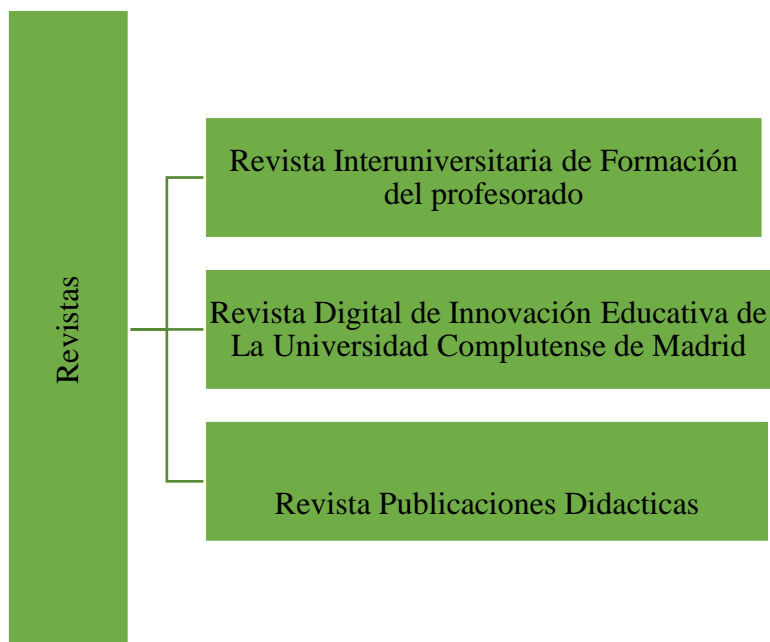 Revistas
Revista Interuniversitaria de Formación
del profesorado
Revista Digital de Innovación Educativa de
La Universidad Complutense de Madrid
Revista Publicaciones Didacticas